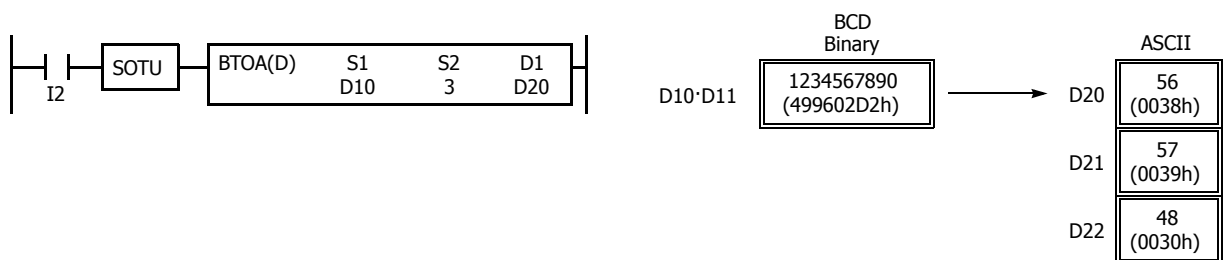 I2
SOTU
BTOA(D) S1 S2 D1
D10 3 D20
BCD
Binary
D10·D11
1234567890
(499602D2h)
ASCII
D20
56
(0038h)
D21
57
(0039h)
D22
48
(0030h)